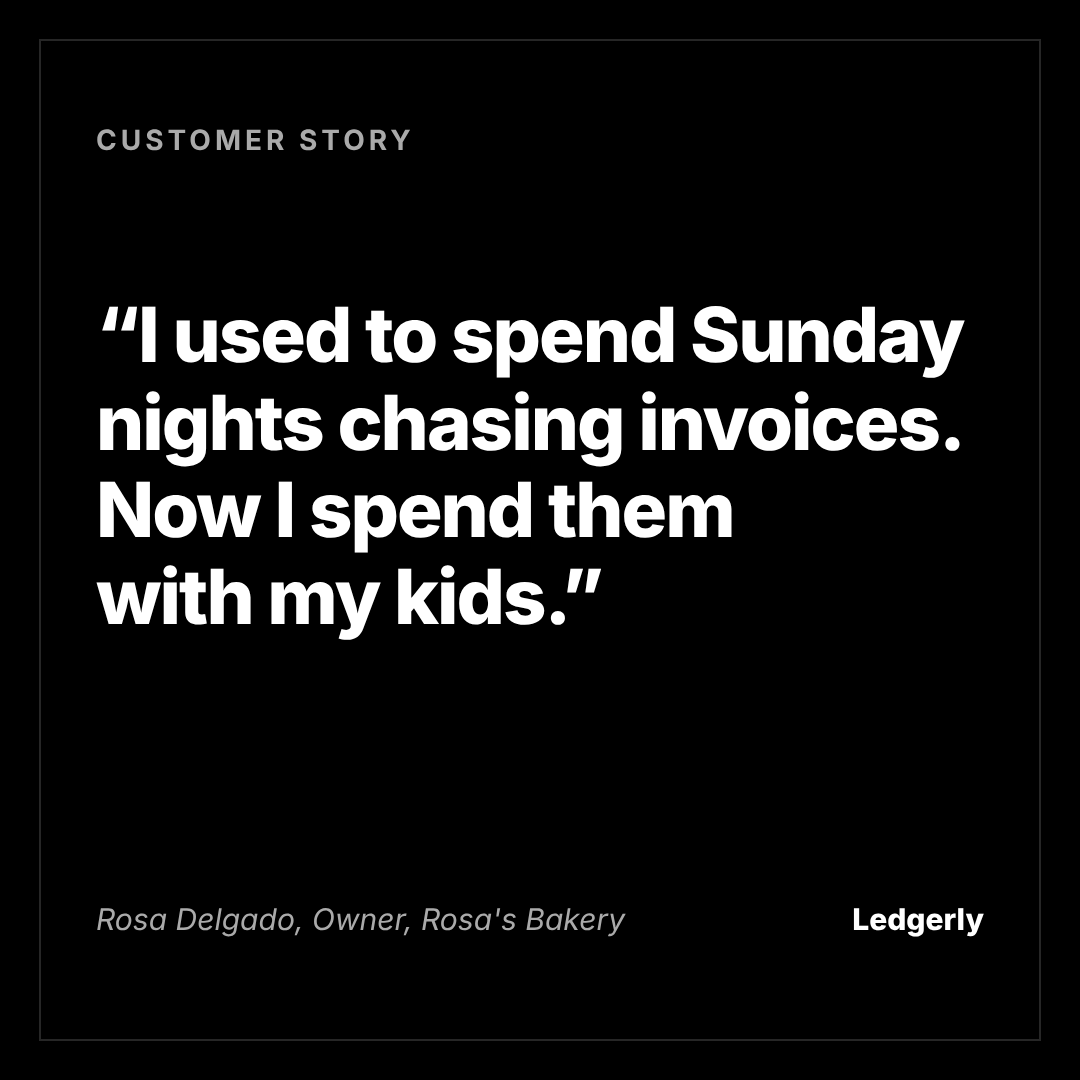 CUSTOMER STORY
“I used to spend Sunday
nights chasing invoices.
Now I spend them
with my kids.”
Rosa Delgado, Owner, Rosa's Bakery
Ledgerly